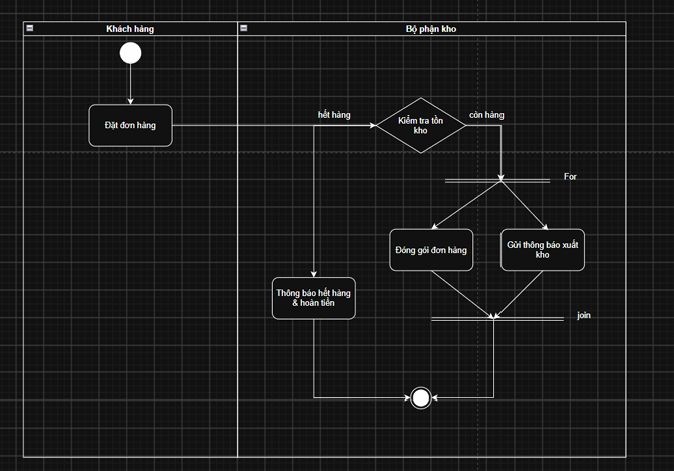 Khách hàng
Bộ phận kho
Đặt đơn hàng
hết hàng
Kiểm tra tồn
kho
còn hàng
For
Đóng gói đơn hàng
Gửi thông báo xuất
kho
Thông báo hết hàng
& hoàn tiền
join